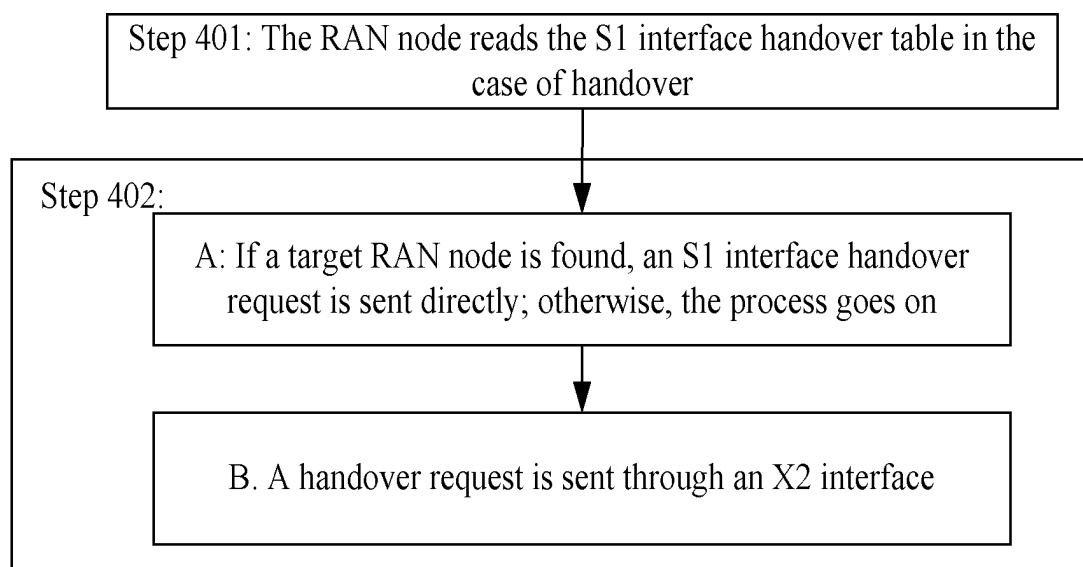 Step 401: The RAN node reads the S1 interface handover table in the
case of handover
Step 402:
A: If a target RAN node is found, an S1 interface handover
request is sent directly; otherwise, the process goes on
B. A handover request is sent through an X2 interface